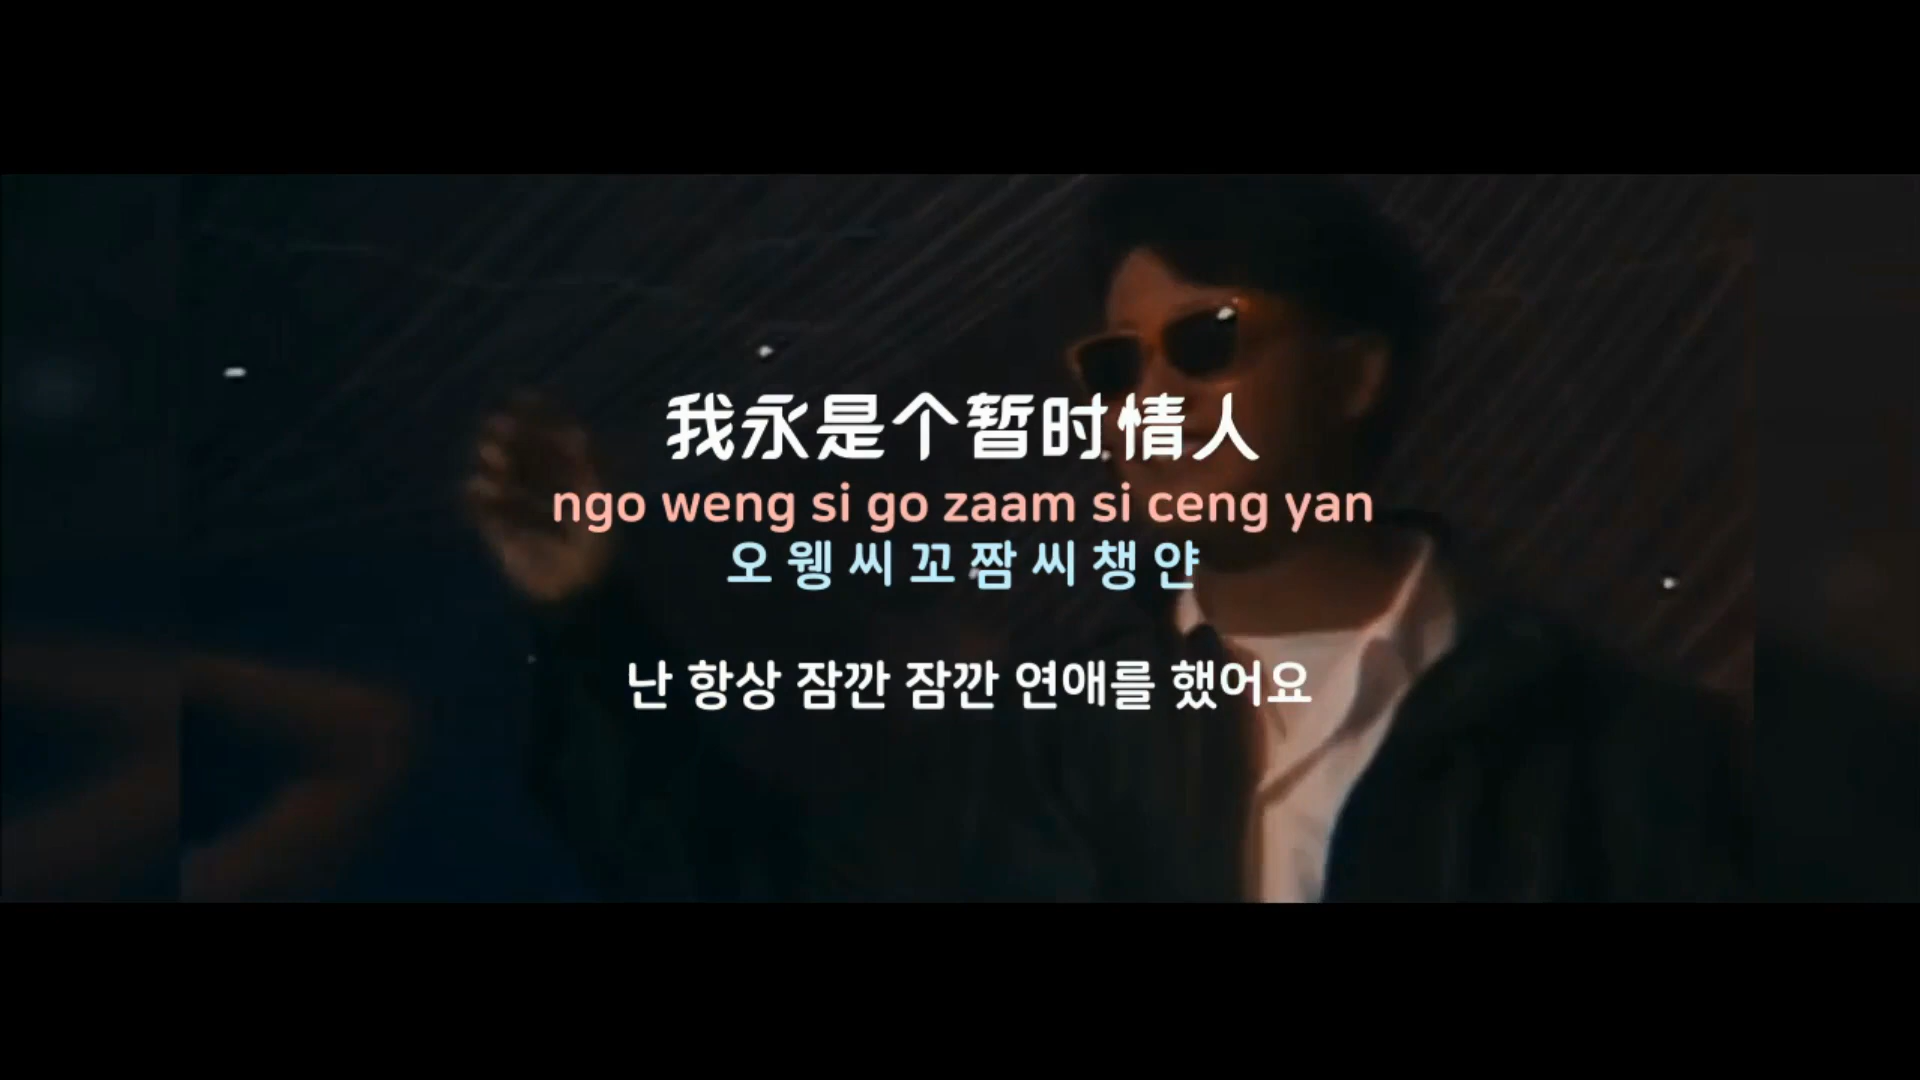 我永是个暂时情人
ngo weng si go zaam si ceng yan
오 웽 씨 꼬 짬 씨 챙 얀
난 항상 잠깐 잠깐 연애를 했어요